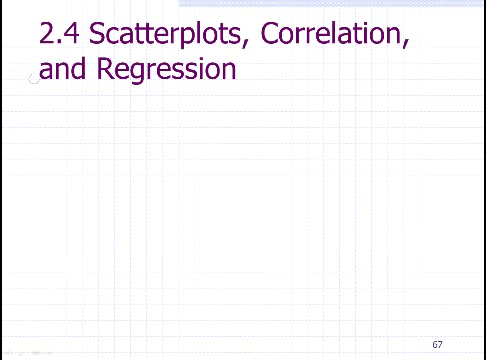 2.4 Scatterplots, Correlation,
and Regression
67